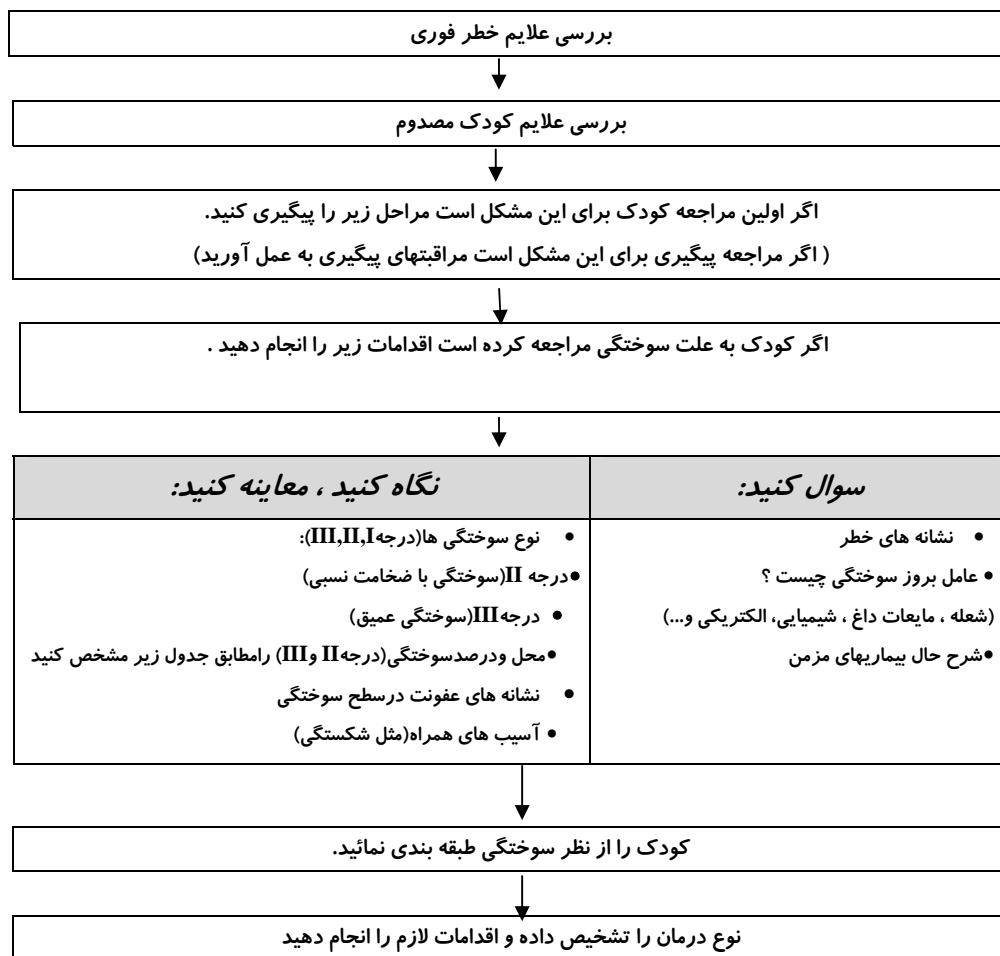 بررسی علایم خطر فوری
بررسی علایم کودک مصدوم
اگر اولین مراجعه کودک برای این مشکل است مراحل زیر را پیگیری کنید.
( اگر مراجعه پیگیری برای این مشکل است مراقبتهای پیگیری به عمل آورید)
اگر کودک به علت سوختگی مراجعه کرده است اقدامات زیر را انجام دهید .
سوال کنید:
• نشانه های خطر
• عامل بروز سوختگی چیست ؟
(شعله ، مایعات داغ ، شیمیایی، الکتریکی و...)
•شرح حال بیماریهای مزمن
نگاه کنید ، معاینه کنید:
• نوع سوختگی ها(درجهIII,II,I):
•درجه II(سوختگی با ضخامت نسبی)
• درجهIII(سوختگی عمیق)
•محل ودرصدسوختگی(درجهII وIII) رامطابق جدول زیر مشخص کنید
• نشانه های عفونت درسطح سوختگی
• آسیب های همراه(مثل شکستگی)
کودک را از نظر سوختگی طبقه بندی نمائید.
نوع درمان را تشخیص داده و اقدامات لازم را انجام دهید